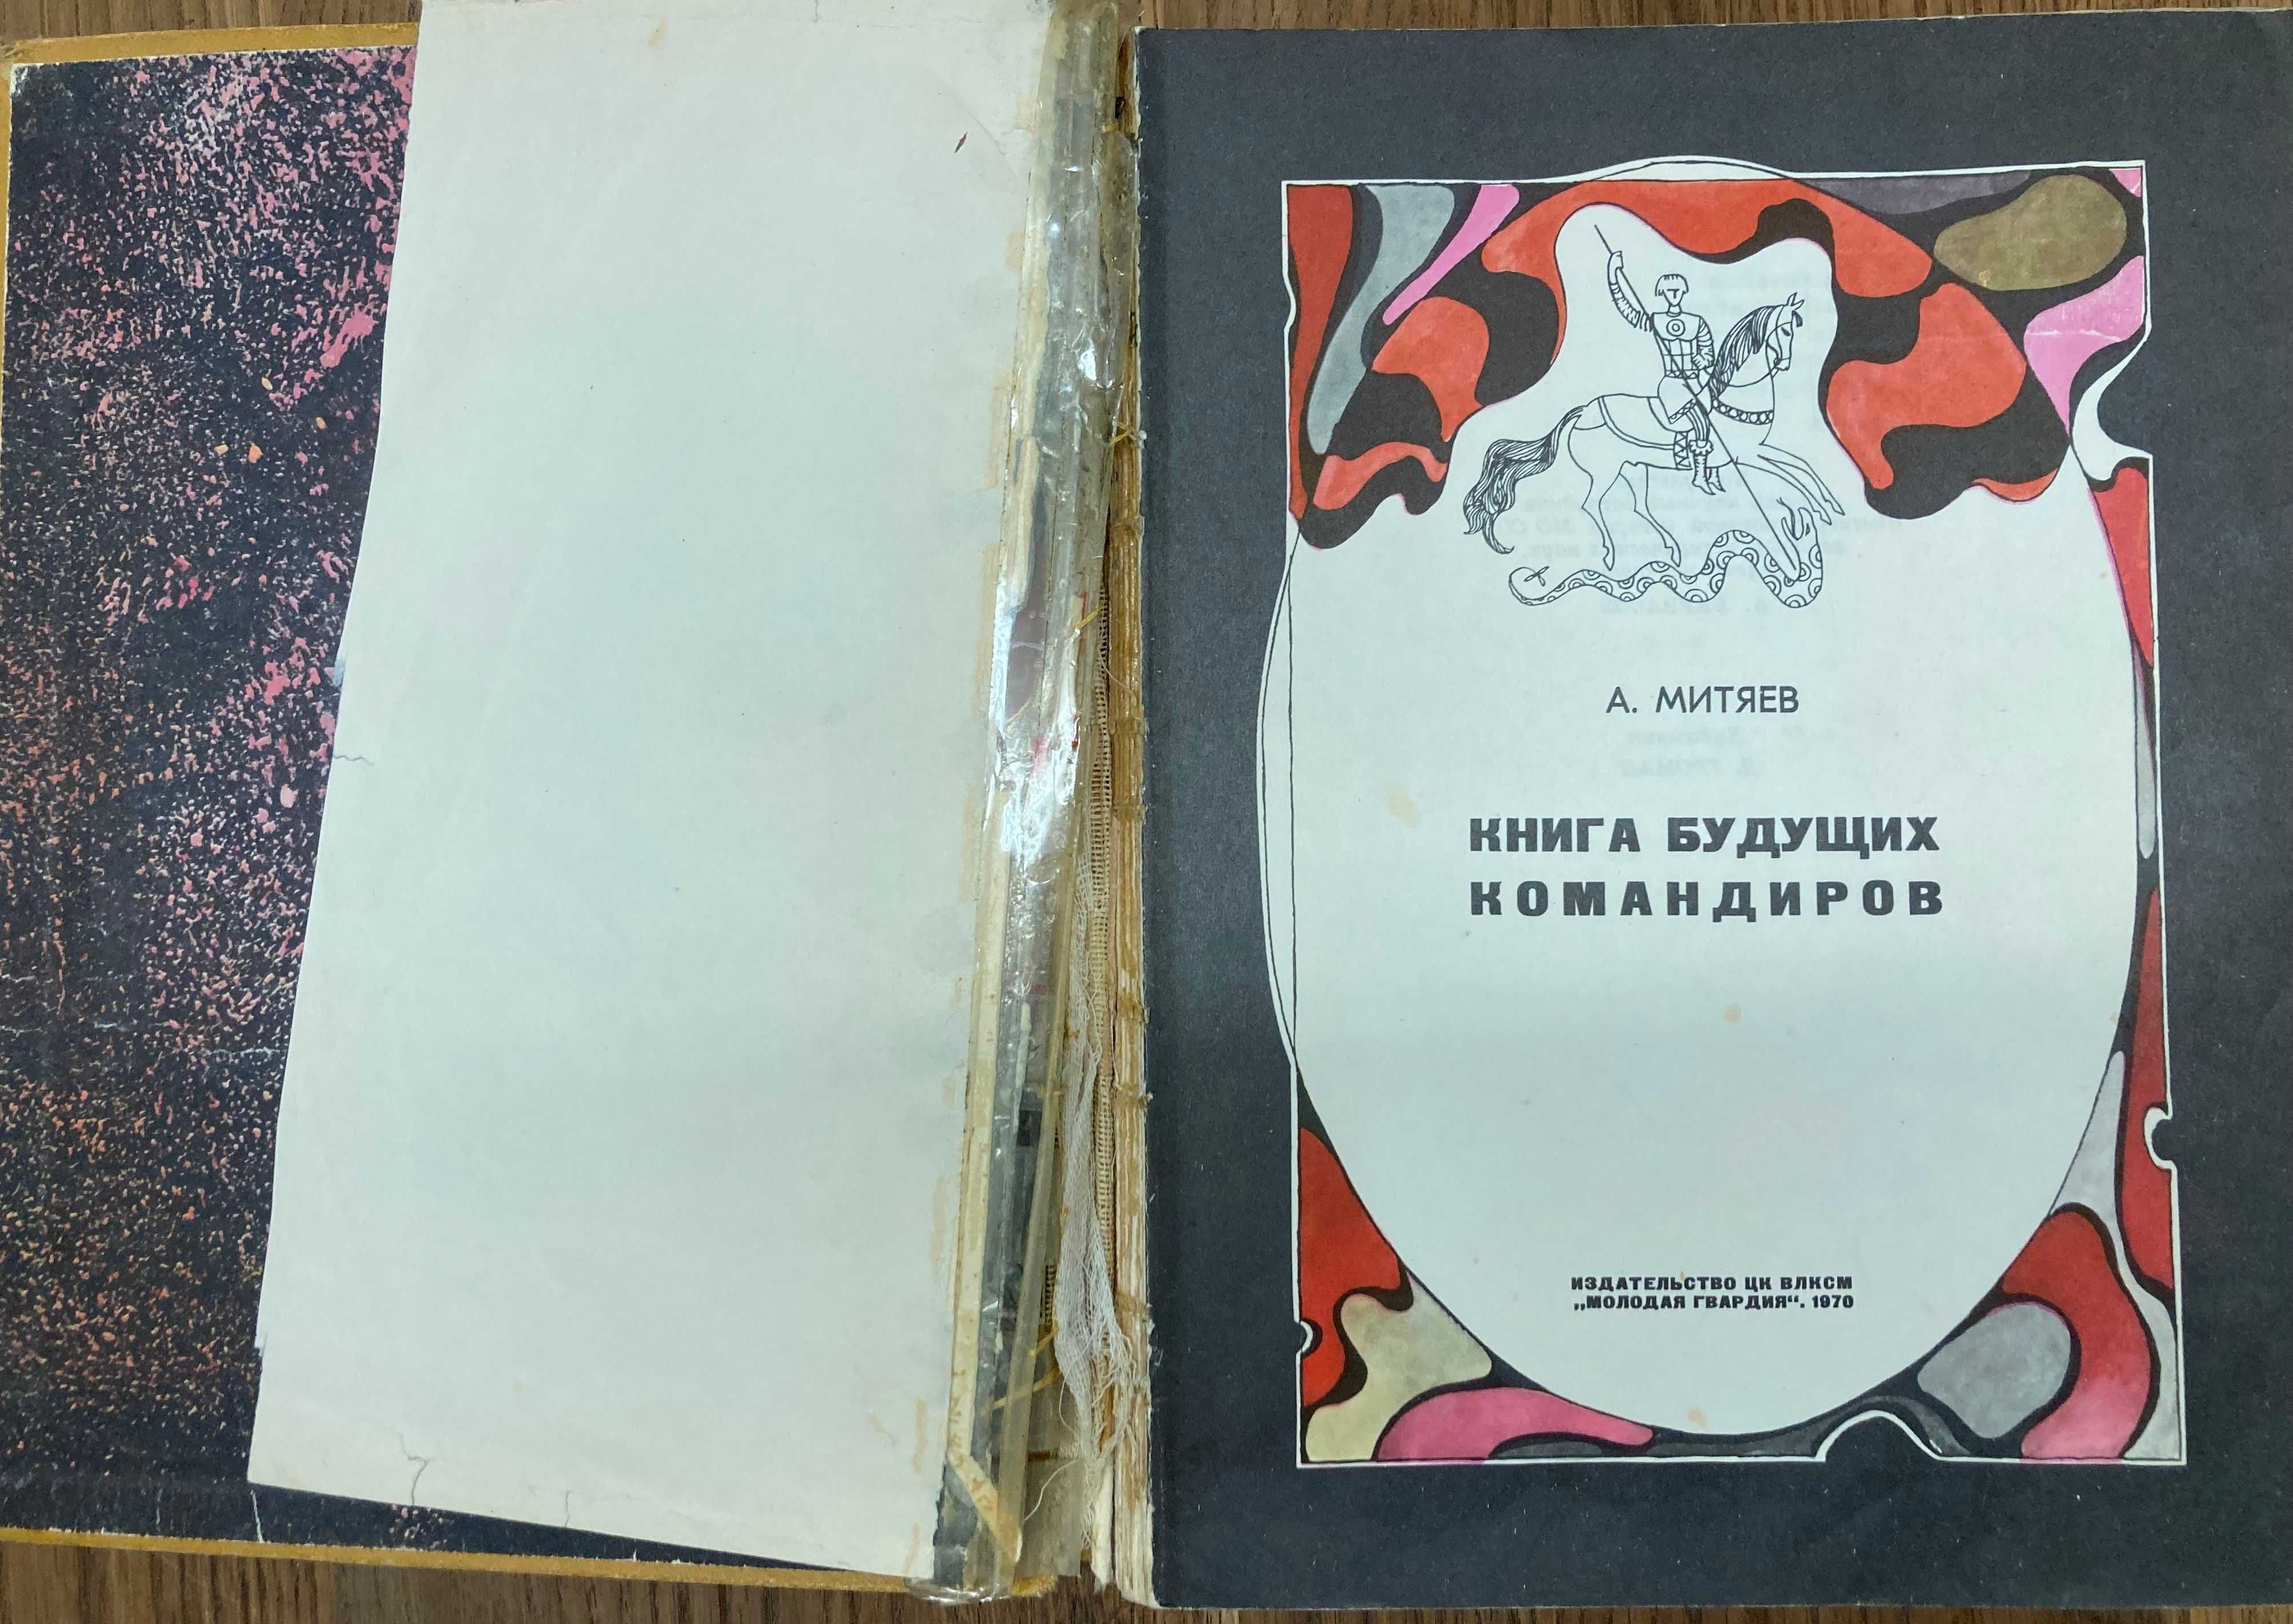 А. МИТЯЕВ
КНИГА БУДУЩИХ
КОМАНДИРОВ
ИЗДАТЕЛЬСТВО ЦК ВЛКСМ
„МОЛОДАЯ ГВАРДИЯ“. 1970